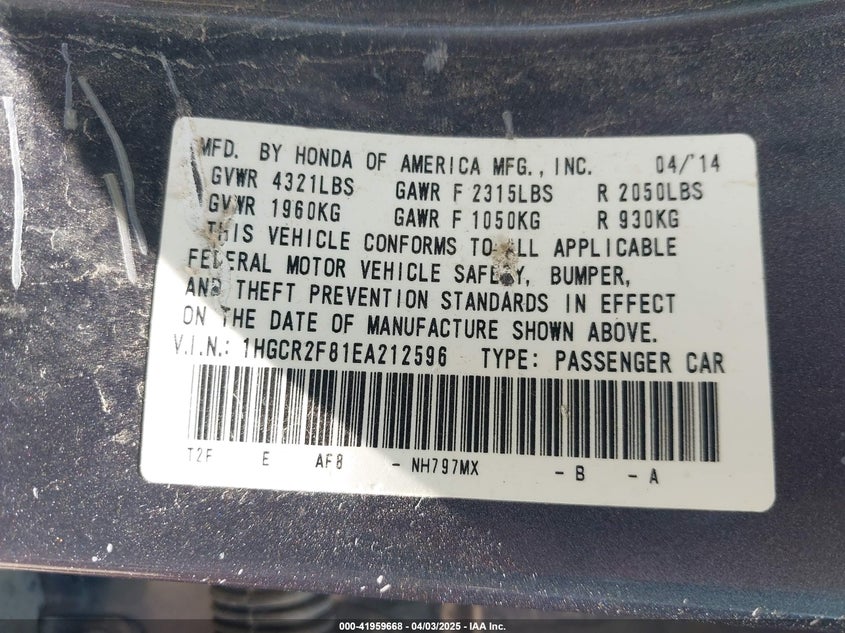 MFD. BY HONDA OF AMERICA MFG., INC. 04/14
GVWR 4321LBS GAWR F 2315LBS R 2050LBS
GVWR 1960KG GAWR F 1050KG R 930KG
THIS VEHICLE CONFORMS TO ALL APPLICABLE
FEDERAL MOTOR VEHICLE SAFETY, BUMPER,
AND THEFT PREVENTION STANDARDS IN EFFECT
ON THE DATE OF MANUFACTURE SHOWN ABOVE.
V.I.N.: 1HGCR2F81EA212596 TYPE: PASSENGER CAR
T2F E AF8 - NH797MX - B - A
000-41959668 - 04/03/2025 - IAA Inc.